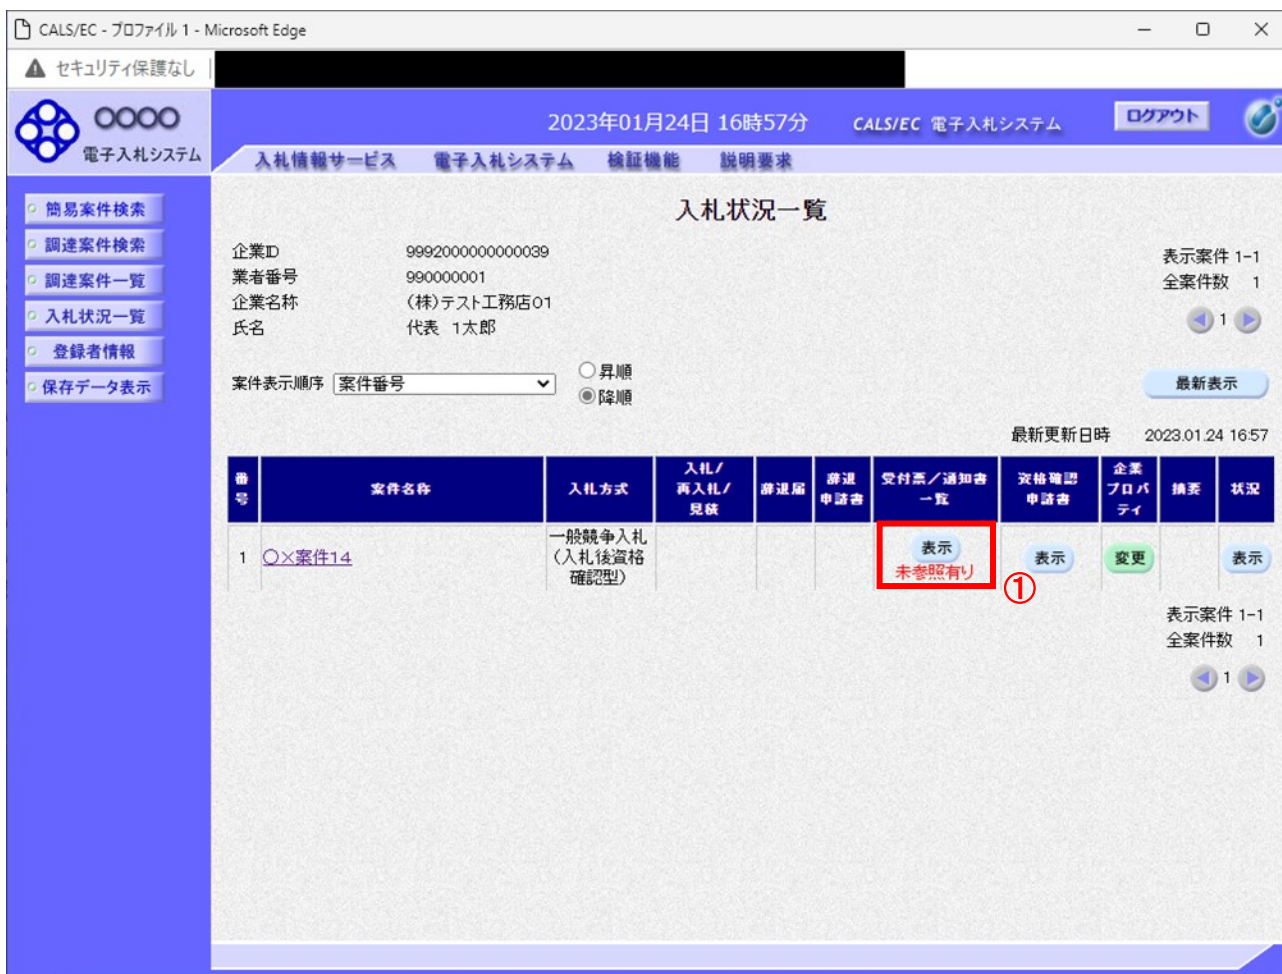 CALS/EC - プロファイル 1 - Microsoft Edge
セキュリティ保護なし
〇〇〇〇
電子入札システム
2023年01月24日 16時57分
CALS/EC 電子入札システム
ログアウト
入札情報サービス 電子入札システム 検証機能 説明要求
簡易案件検索
調達案件検索
調達案件一覧
入札状況一覧
登録者情報
保存データ表示
入札状況一覧
企業ID 9992000000000039
業者番号 990000001
企業名称 (株)テスト工務店01
氏名 代表 1太郎
表示案件 1-1
全案件数 1
1
案件表示順序 案件番号
昇順
降順
最新表示
最新更新日時 2023.01.24 16:57
番号 案件名称 入札方式 入札/再入札/見積 辞退届 辞退申請書 受付票/通知書一覧 資格確認申請書 企業プロパティ 摘要 状況
1 〇×案件14
一般競争入札
(入札後資格
確認型)
表示
未参照有り
①
表示
変更
表示
表示案件 1-1
全案件数 1
1